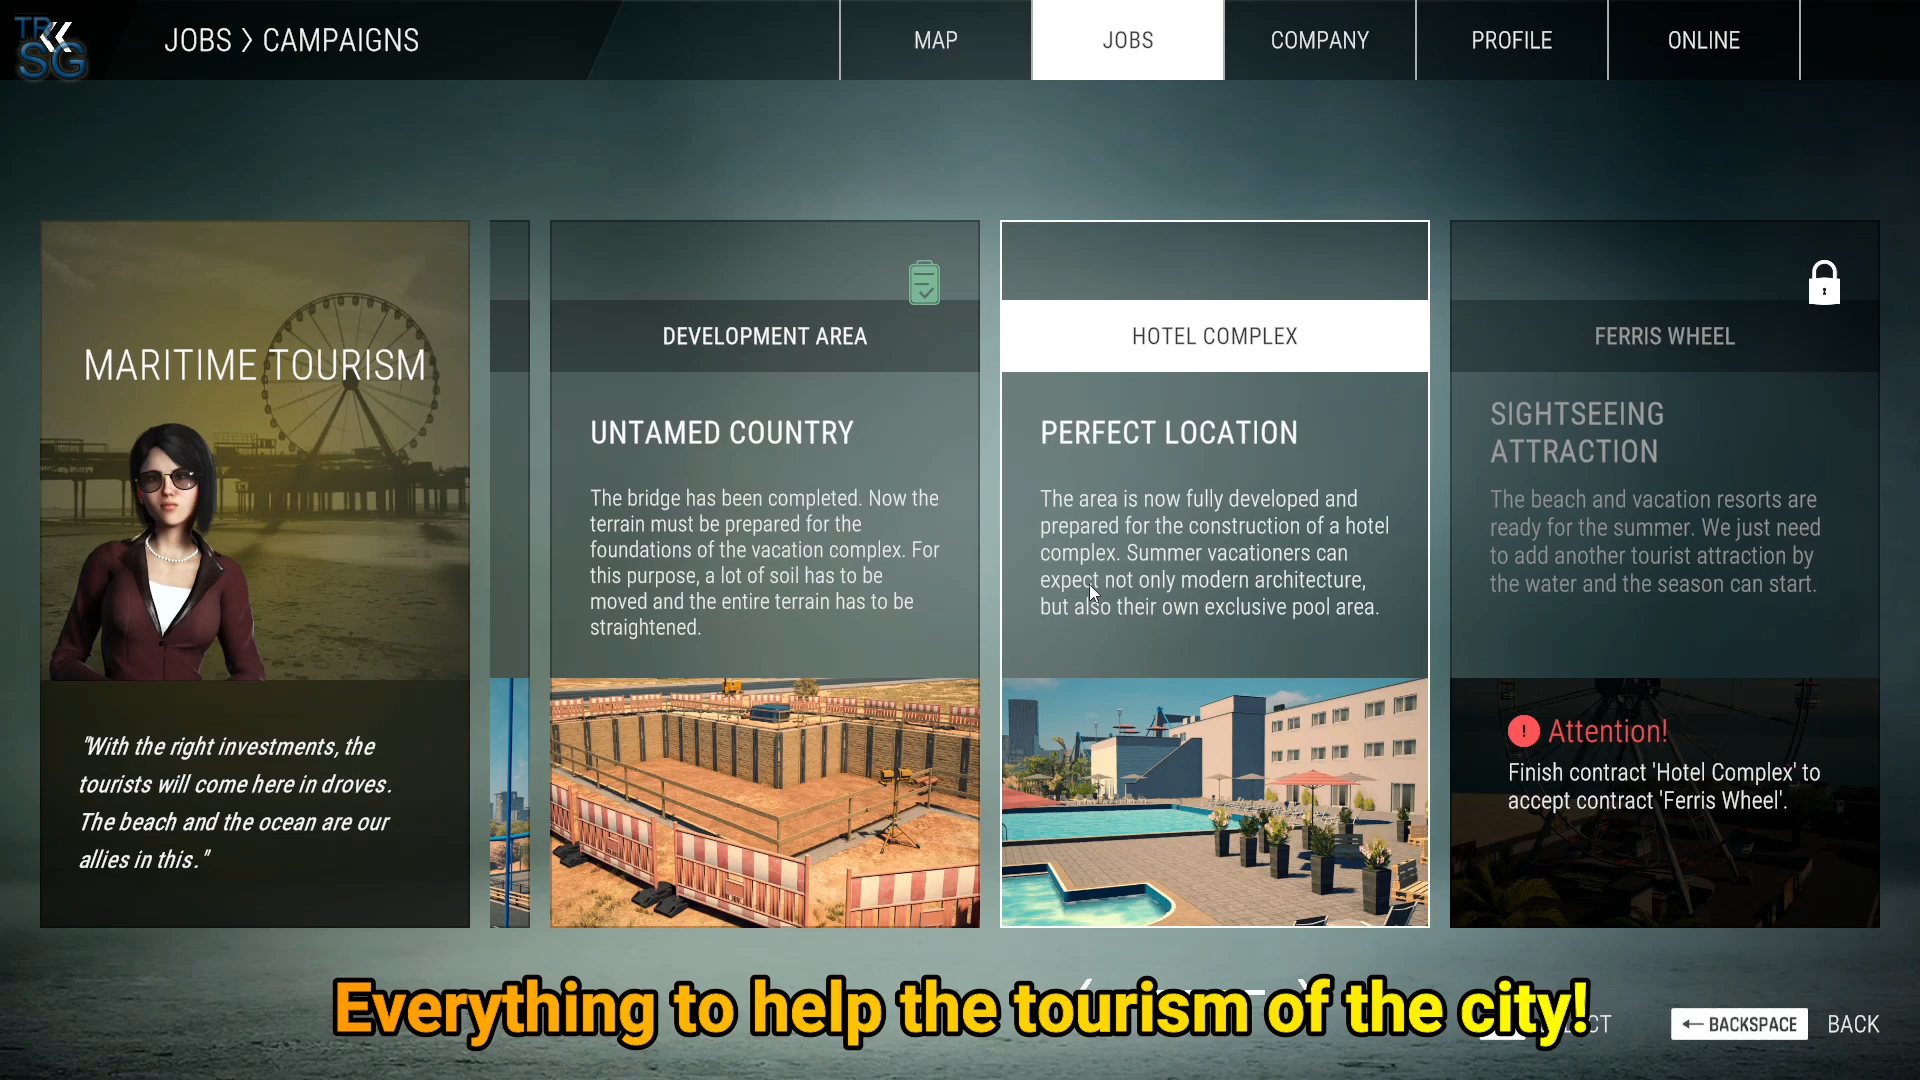 TR
SG
JOBS > CAMPAIGNS
MAP
JOBS
COMPANY
PROFILE
ONLINE
MARITIME TOURISM
"With the right investments, the
tourists will come here in droves.
The beach and the ocean are our
allies in this."
DEVELOPMENT AREA
UNTAMED COUNTRY
The bridge has been completed. Now the
terrain must be prepared for the
foundations of the vacation complex. For
this purpose, a lot of soil has to be
moved and the entire terrain has to be
straightened.
HOTEL COMPLEX
PERFECT LOCATION
The area is now fully developed and
prepared for the construction of a hotel
complex. Summer vacationers can
expect not only modern architecture,
but also their own exclusive pool area.
FERRIS WHEEL
SIGHTSEEING
ATTRACTION
The beach and vacation resorts are
ready for the summer. We just need
to add another tourist attraction by
the water and the season can start.
Attention!
Finish contract 'Hotel Complex' to
accept contract 'Ferris Wheel'.
Everything to help the tourism of the city!
← BACKSPACE
BACK